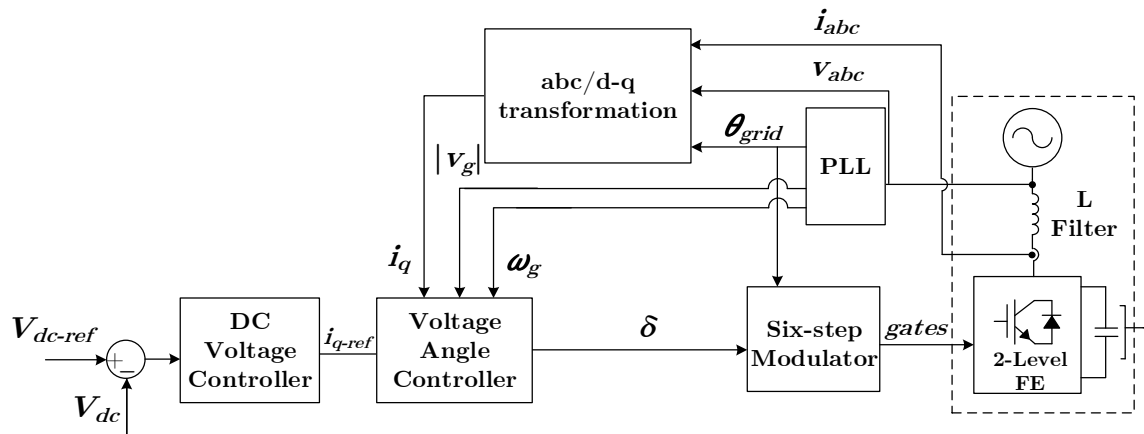 i_abc
abc/d-q
transformation
v_abc
θ_grid
PLL
|v_g|
L
Filter
i_q
ω_g
V_dc-ref
+
−
V_dc
DC
Voltage
Controller
i_q-ref
Voltage
Angle
Controller
δ
Six-step
Modulator
gates
2-Level
FE